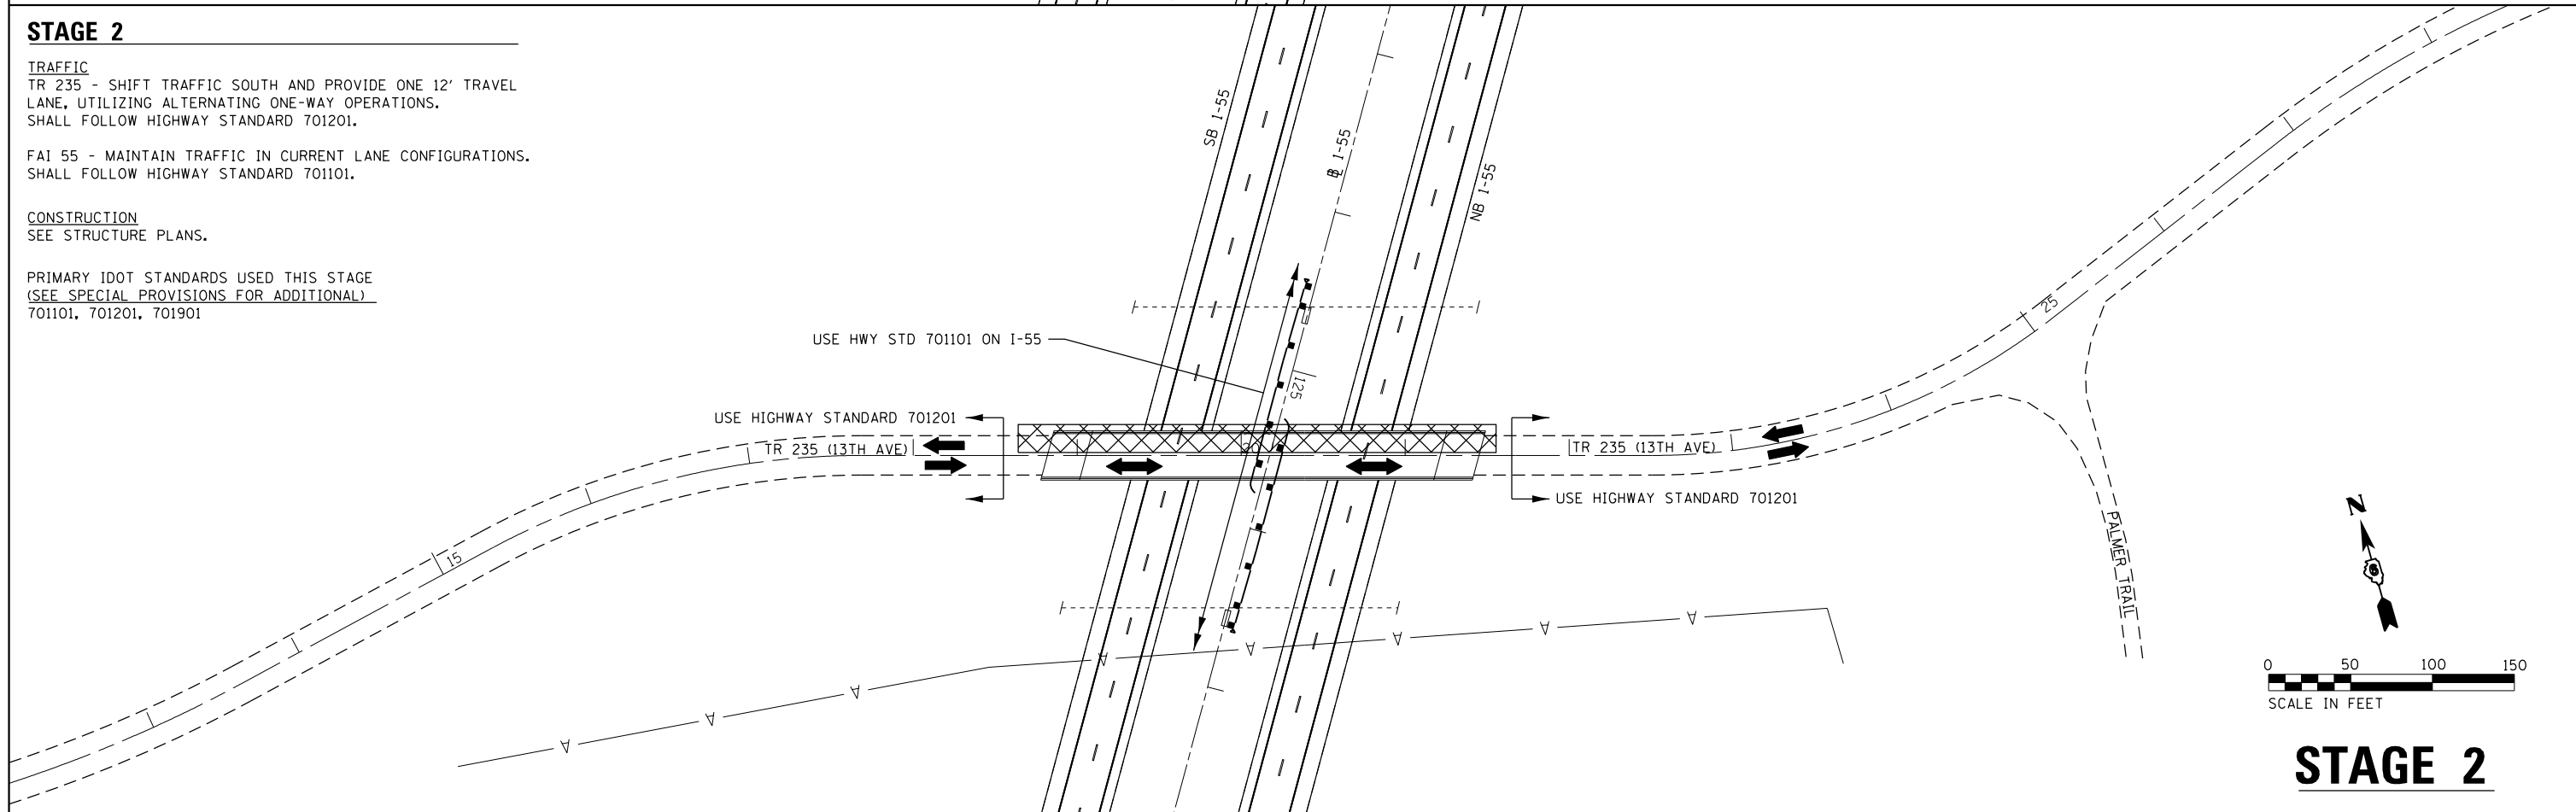 STAGE 2
TRAFFIC
TR 235 - SHIFT TRAFFIC SOUTH AND PROVIDE ONE 12' TRAVEL
LANE, UTILIZING ALTERNATING ONE-WAY OPERATIONS.
SHALL FOLLOW HIGHWAY STANDARD 701201.
FAI 55 - MAINTAIN TRAFFIC IN CURRENT LANE CONFIGURATIONS.
SHALL FOLLOW HIGHWAY STANDARD 701101.
CONSTRUCTION
SEE STRUCTURE PLANS.
PRIMARY IDOT STANDARDS USED THIS STAGE
(SEE SPECIAL PROVISIONS FOR ADDITIONAL)
701101, 701201, 701901
SB I-55
I-55
NB I-55
USE HWY STD 701101 ON I-55
125
25
USE HIGHWAY STANDARD 701201
TR 235 (13TH AVE)
20
TR 235 (13TH AVE)
USE HIGHWAY STANDARD 701201
15
PALMER TRAIL
A A A A A A A A A
N
0 50 100 150
SCALE IN FEET
STAGE 2